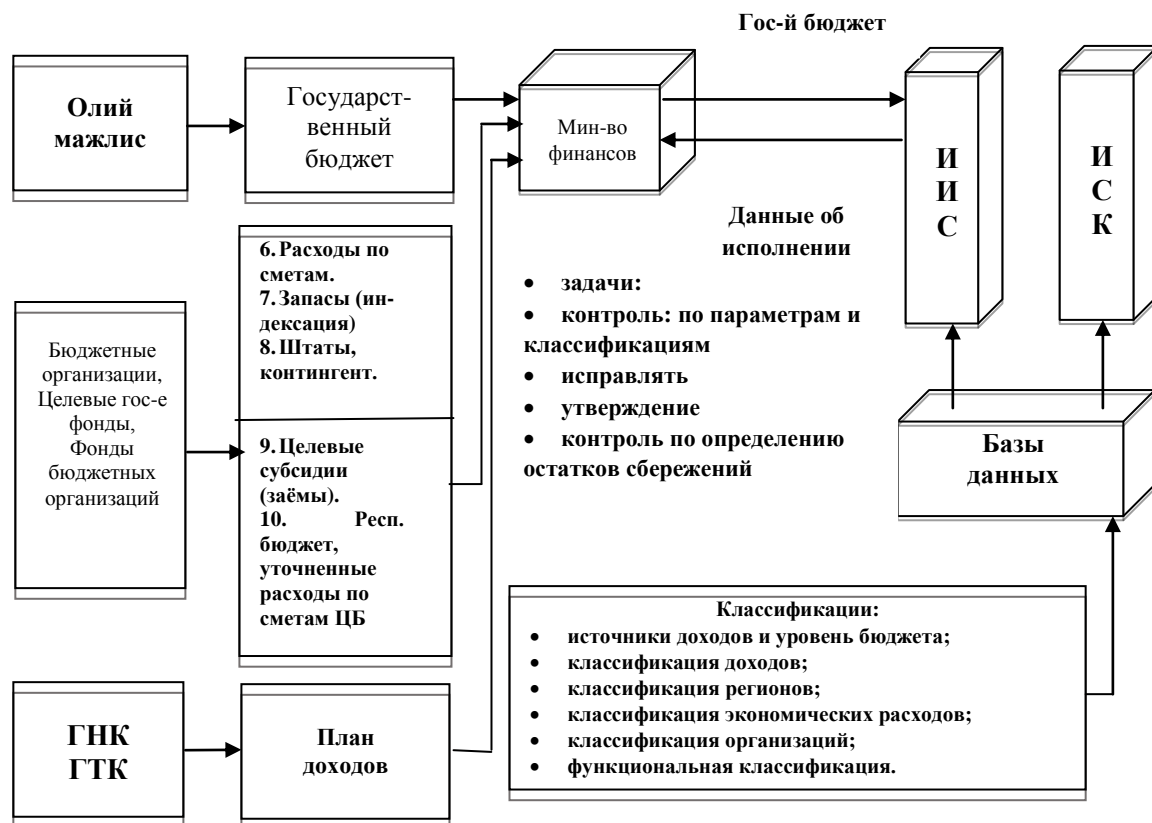 Гос-й бюджет
Олий
мажлис
Государст-
венный
бюджет
Мин-во
финансов
И
И
С
И
С
К
Данные об
исполнении
• задачи:
• контроль: по параметрам и
классификациям
• исправлять
• утверждение
• контроль по определению
остатков сбережений
Бюджетные
организации,
Целевые гос-е
фонды,
Фонды
бюджетных
организаций
6. Расходы по
сметам.
7. Запасы (ин-
дексация)
8. Штаты,
контингент.
9. Целевые
субсидии
(заёмы).
10. Респ.
бюджет,
уточненные
расходы по
сметам ЦБ
Базы
данных
ГНК
ГТК
План
доходов
Классификации:
• источники доходов и уровень бюджета;
• классификация доходов;
• классификация регионов;
• классификация экономических расходов;
• классификация организаций;
• функциональная классификация.